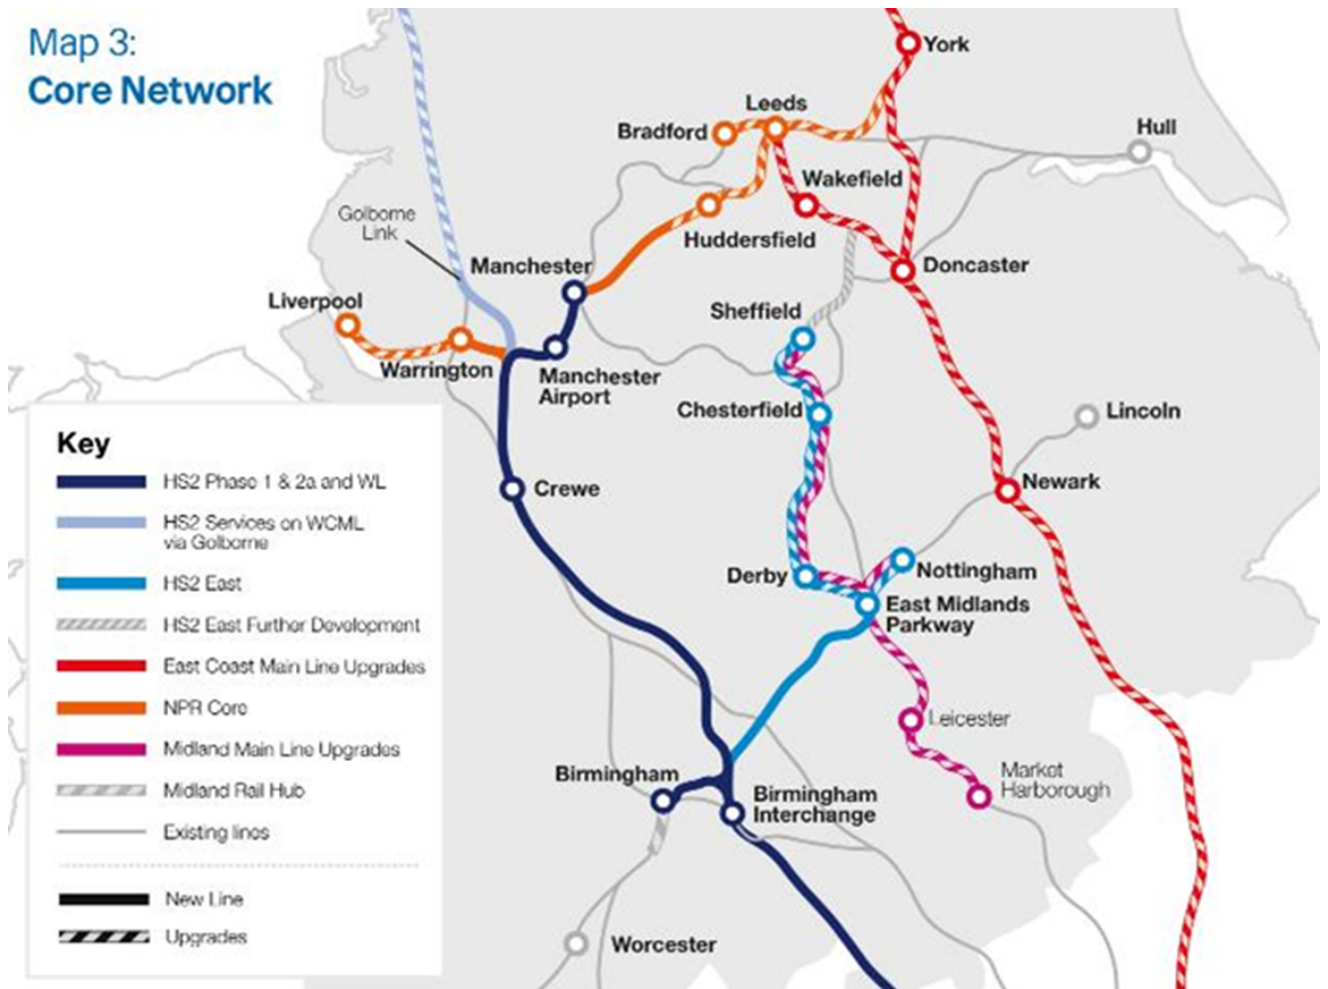 Map 3:
Core Network
York
Leeds
Bradford
Hull
Wakefield
Golborne
Link
Huddersfield
Manchester
Doncaster
Liverpool
Sheffield
Warrington
Manchester
Airport
Chesterfield
Lincoln
Key
HS2 Phase 1 & 2a and WL
Crewe
Newark
HS2 Services on WCML
via Golborne
HS2 East
Derby
Nottingham
East Midlands
Parkway
HS2 East Further Development
East Coast Main Line Upgrades
NPR Core
Leicester
Midland Main Line Upgrades
Birmingham
Market
Harborough
Midland Rail Hub
Birmingham
Interchange
Existing lines
New Line
Upgrades
Worcester